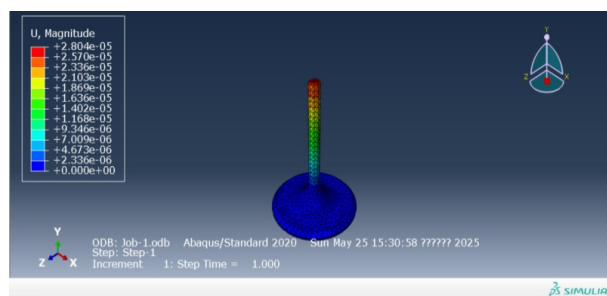 U, Magnitude
+2.804e-05
+2.570e-05
+2.336e-05
+2.103e-05
+1.869e-05
+1.636e-05
+1.402e-05
+1.168e-05
+9.346e-06
+7.009e-06
+4.673e-06
+2.336e-06
+0.000e+00
Y
Z X
Y
Z X
ODB: Job-1.odb Abaqus/Standard 2020 Sun May 25 15:30:58 ?????? 2025
Step: Step-1
Increment 1: Step Time = 1.000
SIMULIA